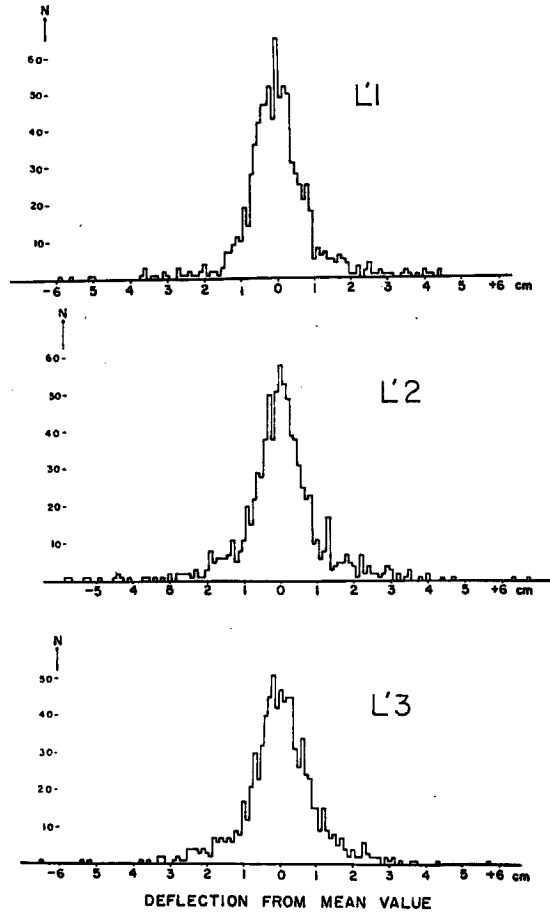 N
60-
50-
L'1
40-
30-
20-
10-
-6 5 4 3 2 1 0 1 2 3 4 5 +6 cm
N
60-
50-
L'2
40-
30-
20-
10-
-5 4 3 2 1 0 1 2 3 4 5 +6 cm
N
50-
L'3
40-
30-
20-
10-
-6 5 4 3 2 1 0 1 2 3 4 5 +6 cm
DEFLECTION FROM MEAN VALUE